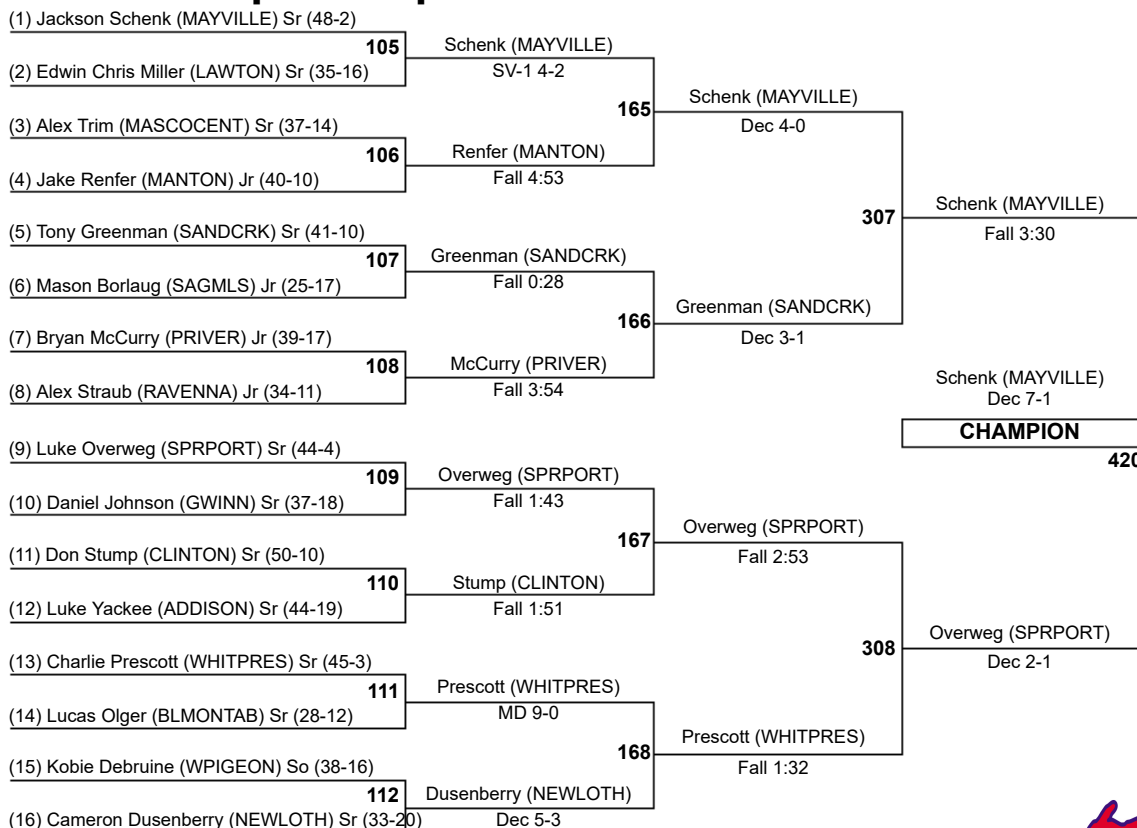 (1) Jackson Schenk (MAYVILLE) Sr (48-2)
105
(2) Edwin Chris Miller (LAWTON) Sr (35-16)
Schenk (MAYVILLE)
SV-1 4-2
165
Schenk (MAYVILLE)
Dec 4-0
(3) Alex Trim (MASCOCENT) Sr (37-14)
106
(4) Jake Renfer (MANTON) Jr (40-10)
Renfer (MANTON)
Fall 4:53
307
Schenk (MAYVILLE)
Fall 3:30
(5) Tony Greenman (SANDCRK) Sr (41-10)
107
(6) Mason Borlaug (SAGMLS) Jr (25-17)
Greenman (SANDCRK)
Fall 0:28
166
Greenman (SANDCRK)
Dec 3-1
(7) Bryan McCurry (PRIVER) Jr (39-17)
108
(8) Alex Straub (RAVENNA) Jr (34-11)
McCurry (PRIVER)
Fall 3:54
Schenk (MAYVILLE)
Dec 7-1
CHAMPION
420
(9) Luke Overweg (SPRPORT) Sr (44-4)
109
(10) Daniel Johnson (GWINN) Sr (37-18)
Overweg (SPRPORT)
Fall 1:43
167
Overweg (SPRPORT)
Fall 2:53
(11) Don Stump (CLINTON) Sr (50-10)
110
(12) Luke Yackee (ADDISON) Sr (44-19)
Stump (CLINTON)
Fall 1:51
308
Overweg (SPRPORT)
Dec 2-1
(13) Charlie Prescott (WHITPRES) Sr (45-3)
111
(14) Lucas Olger (BLMONTAB) Sr (28-12)
Prescott (WHITPRES)
MD 9-0
168
Prescott (WHITPRES)
Fall 1:32
(15) Kobie Debruine (WPIGEON) So (38-16)
112
(16) Cameron Dusenberry (NEWLOTH) Sr (33-20)
Dusenberry (NEWLOTH)
Dec 5-3